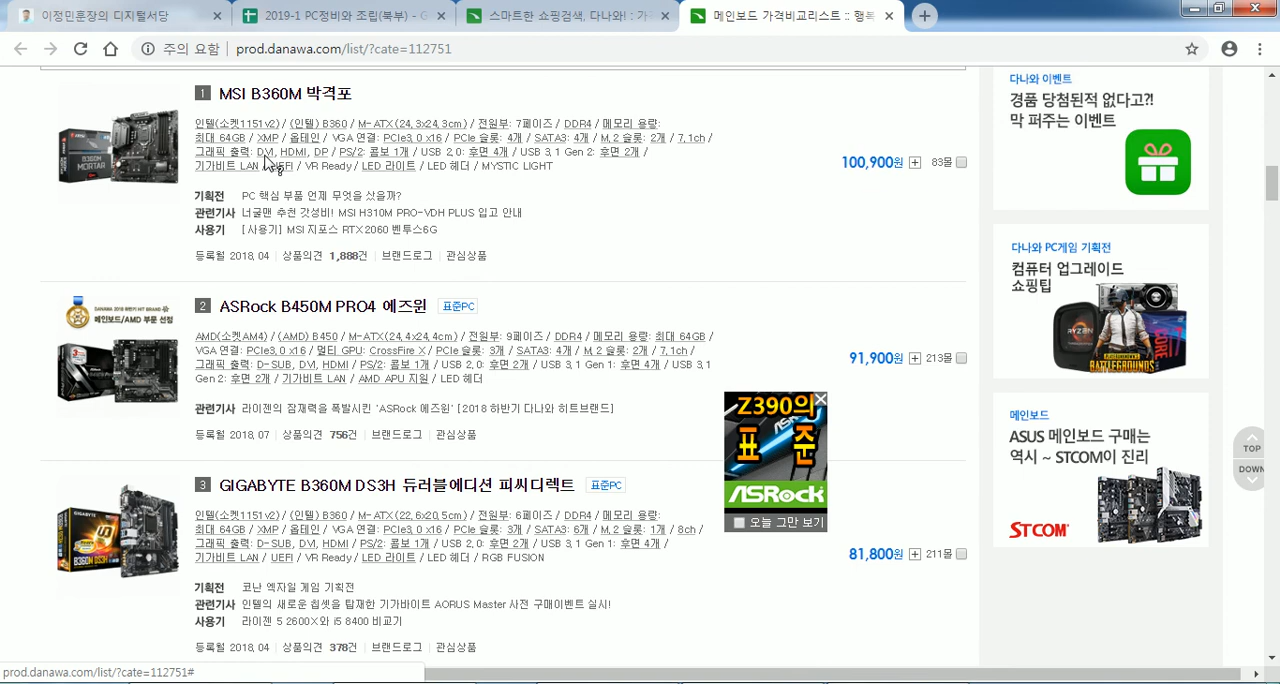 이정민훈장의 디지털서당
2019-1 PC정비와 조립(북부) - G
스마트한 쇼핑검색, 다나와! : 가
메인보드 가격비교리스트 :: 행복
주의 요함
prod.danawa.com/list/?cate=112751
1 MSI B360M 박격포
인텔(소켓1151v2) / (인텔) B360 / M-ATX (24,3x24,3cm) / 전원부: 7페이즈 / DDR4 / 메모리 용량:
최대 64GB / XMP / 옵테인 / VGA 연결: PCIe3,0 x16 / PCIe 슬롯: 4개 / SATA3: 4개 / M,2 슬롯: 2개 / 7,1ch /
그래픽 출력: DVI, HDMI, DP / PS/2: 콤보 1개 / USB 2,0: 후면 4개 / USB 3,1 Gen 2: 후면 2개 /
기가비트 LAN / UEFI / VR Ready / LED 라이트 / LED 헤더 / MYSTIC LIGHT
기획전 PC 핵심 부품 언제 무엇을 샀을까?
관련기사 너굴맨 추천 갓성비! MSI H310M PRO-VDH PLUS 입고 안내
사용기 [사용기] MSI 지포스 RTX2060 벤투스6G
등록월 2018, 04 | 상품의견 1,888건 | 브랜드로그 | 관심상품
100,900원 83몰
B360M MORTAR
2 ASRock B450M PRO4 에즈윈 표준PC
DANAWA 2018 하반기 HIT BRAND
메인보드/AMD 부문 선정
AMD(소켓AM4) / (AMD) B450 / M-ATX (24,4x24,4cm) / 전원부: 9페이즈 / DDR4 / 메모리 용량: 최대 64GB /
VGA 연결: PCIe3,0 x16 / 멀티 GPU: CrossFire X / PCIe 슬롯: 3개 / SATA3: 4개 / M,2 슬롯: 2개 / 7,1ch /
그래픽 출력: D-SUB, DVI, HDMI / PS/2: 콤보 1개 / USB 2,0: 후면 2개 / USB 3,1 Gen 1: 후면 4개 / USB 3,1
Gen 2: 후면 2개 / 기가비트 LAN / AMD APU 지원 / LED 헤더
관련기사 라이젠의 잠재력을 폭발시킨 'ASRock 에즈윈' [2018 하반기 다나와 히트브랜드]
등록월 2018, 07 | 상품의견 756건 | 브랜드로그 | 관심상품
91,900원 213몰
3 GIGABYTE B360M DS3H 듀러블에디션 피씨디렉트 표준PC
인텔(소켓1151v2) / (인텔) B360 / M-ATX (22,6x20,5cm) / 전원부: 6페이즈 / DDR4 / 메모리 용량:
최대 64GB / XMP / 옵테인 / VGA 연결: PCIe3,0 x16 / PCIe 슬롯: 3개 / SATA3: 6개 / M,2 슬롯: 1개 / 8ch /
그래픽 출력: D-SUB, DVI, HDMI / PS/2: 콤보 1개 / USB 2,0: 후면 2개 / USB 3,1 Gen 1: 후면 4개 /
기가비트 LAN / UEFI / VR Ready / LED 라이트 / LED 헤더 / RGB FUSION
기획전 코난 엑자일 게임 기획전
관련기사 인텔의 새로운 칩셋을 탑재한 기가바이트 AORUS Master 사전 구매이벤트 실시!
사용기 라이젠 5 2600X와 i5 8400 비교기
등록월 2018, 04 | 상품의견 378건 | 브랜드로그 | 관심상품
81,800원 211몰
B360M DS3H
Z390의
표준
ASRock
오늘 그만 보기
다나와 이벤트
경품 당첨된적 없다고?!
막 퍼주는 이벤트
다나와 PC게임 기획전
컴퓨터 업그레이드
쇼핑팁
RYZEN
BATTLEGROUNDS
CORE
메인보드
ASUS 메인보드 구매는
역시 ~ STCOM이 진리
STCOM
TOP
DOWN
prod.danawa.com/list/?cate=112751#